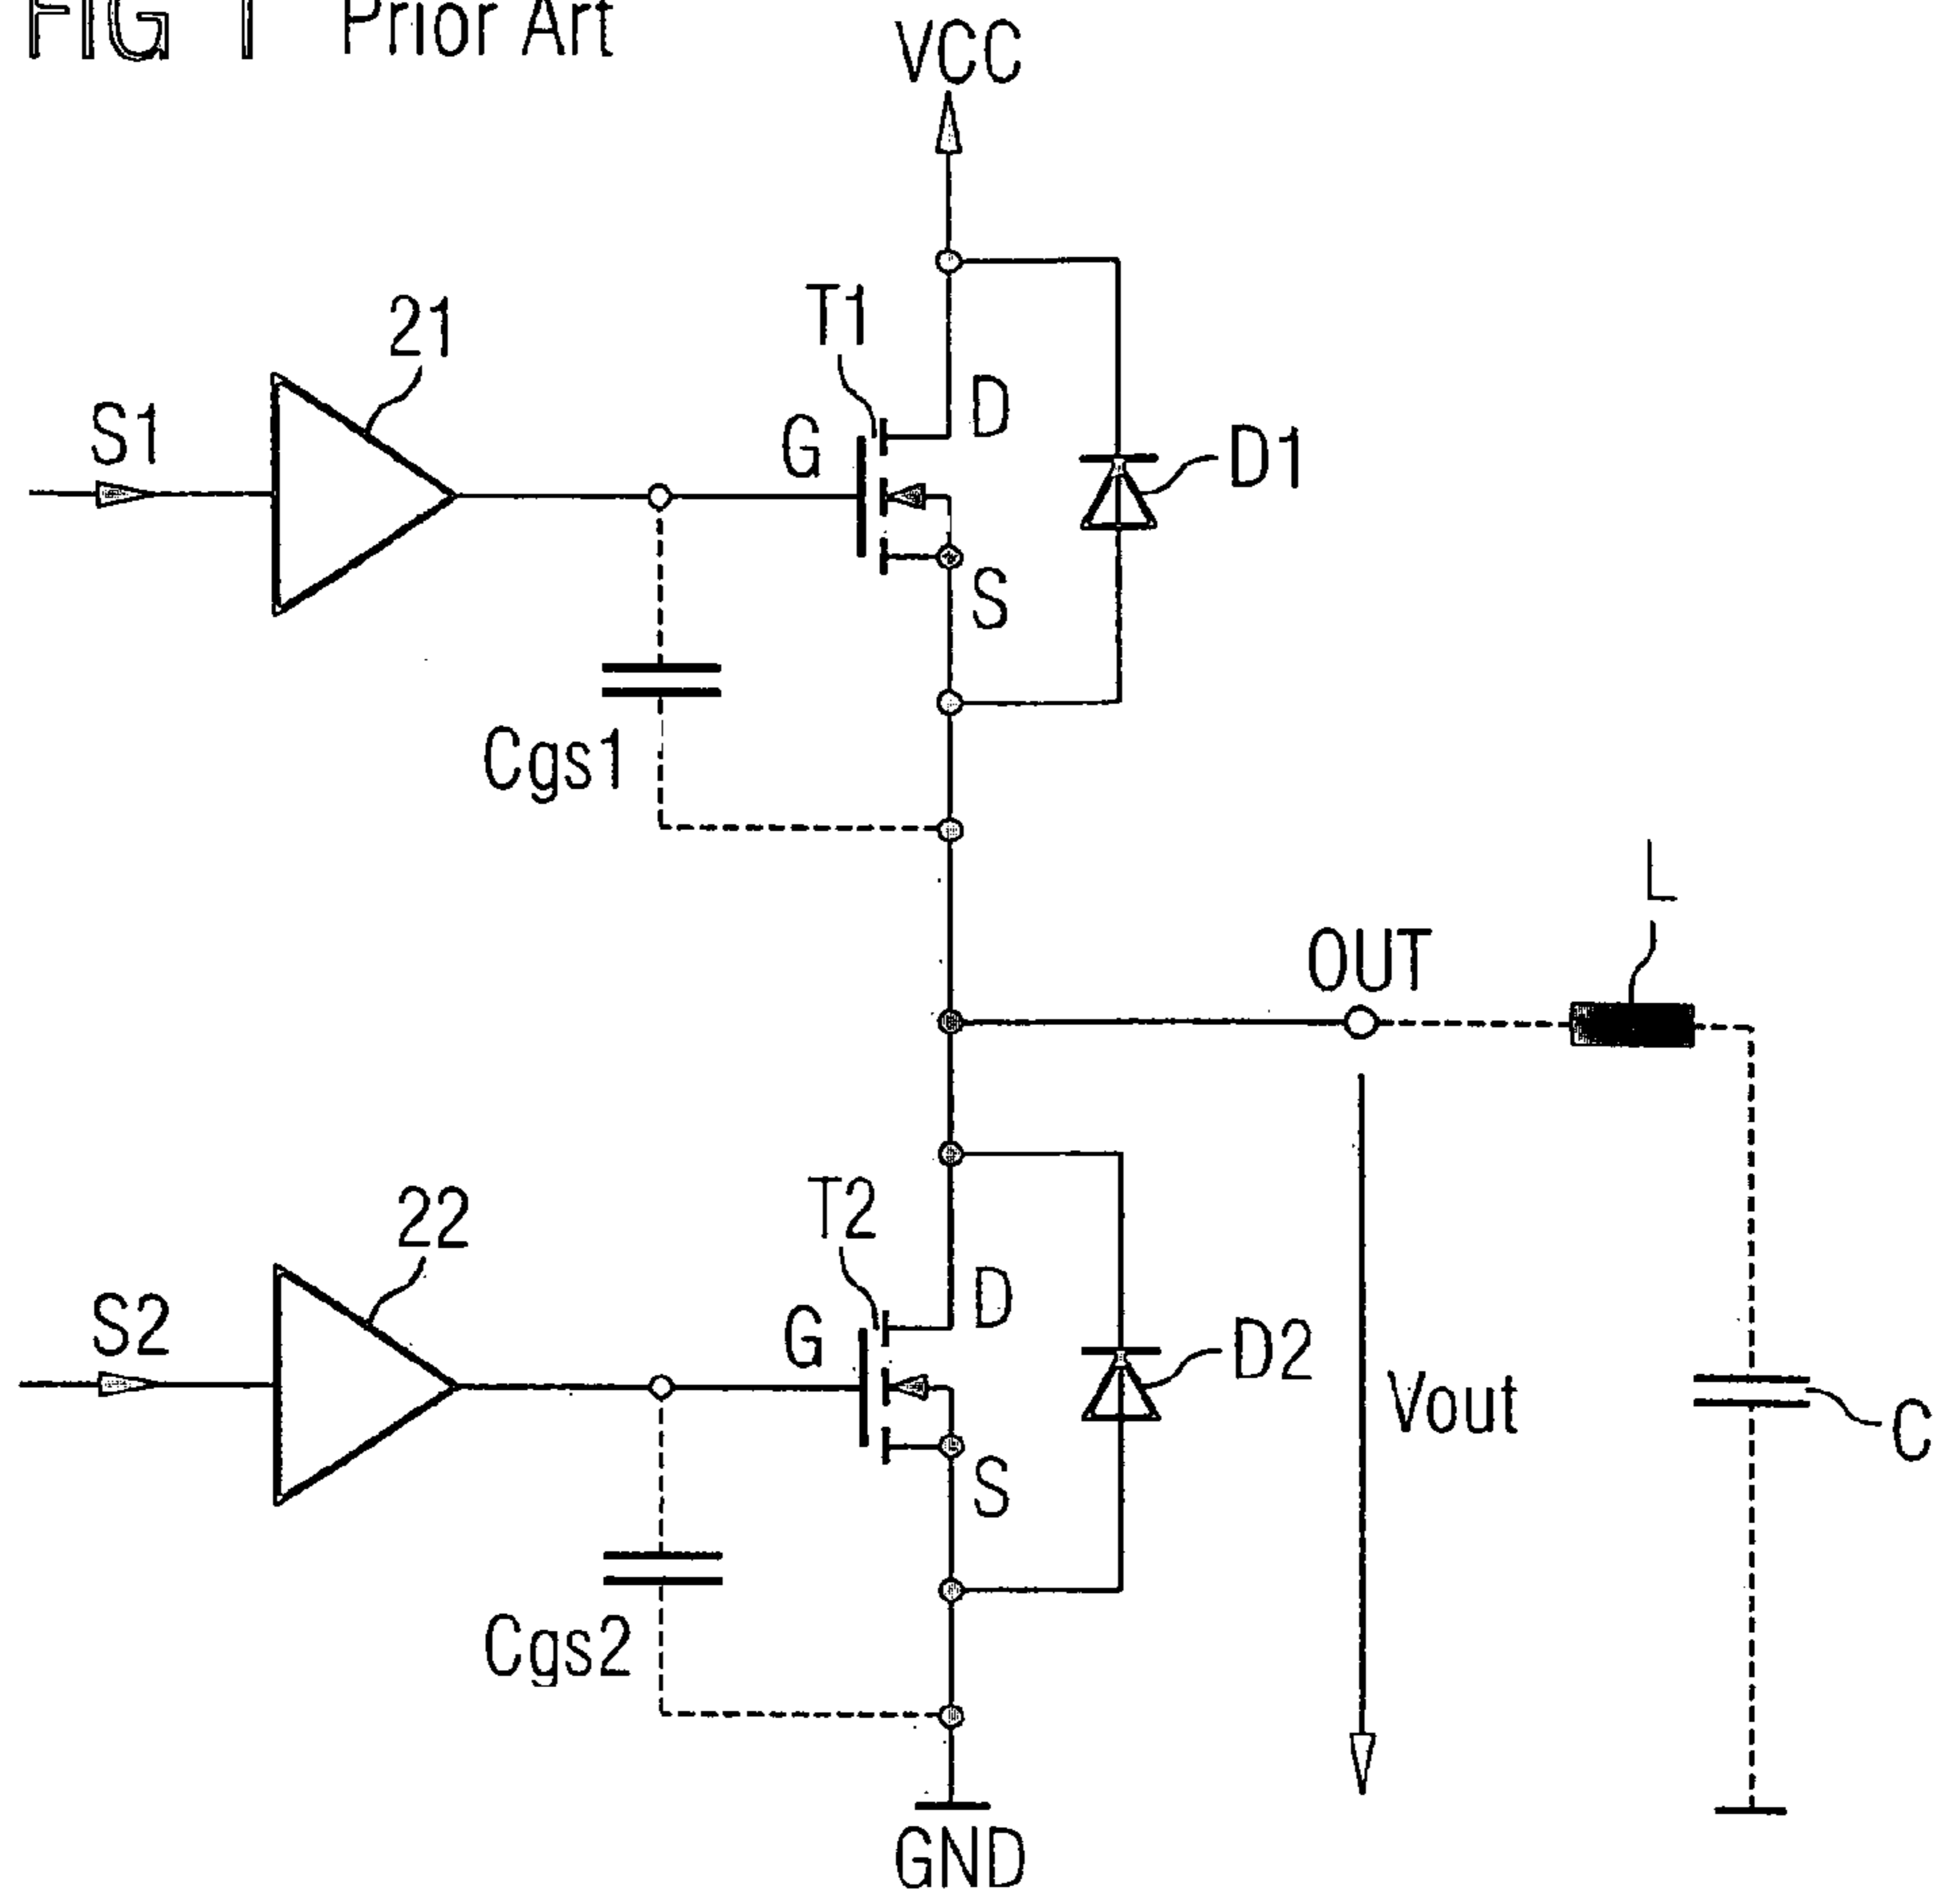 FIG 1 Prior Art
VCC
T1
21
D
S1
G
D1
S
Cgs1
L
OUT
T2
22
D
S2
G
D2
Vout
C
S
Cgs2
GND